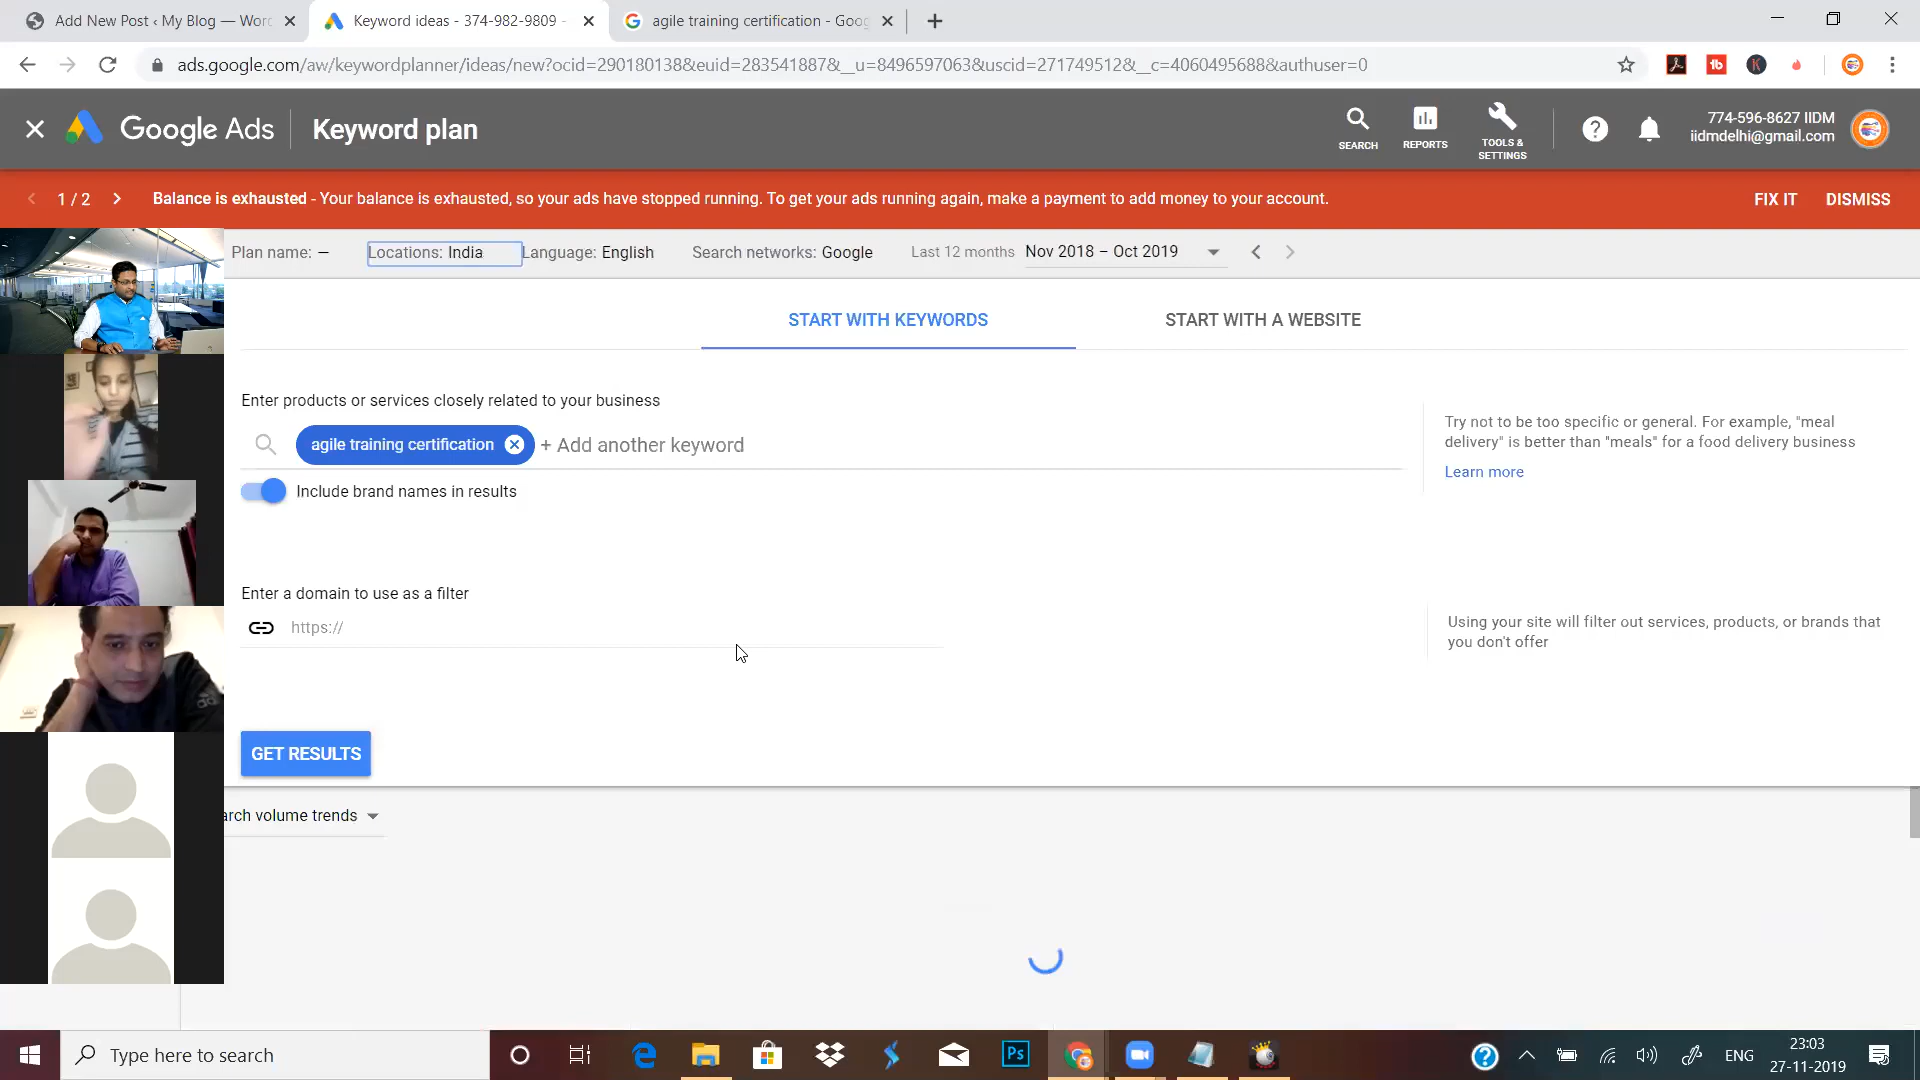 Add New Post ‹ My Blog — Wor
Keyword ideas - 374-982-9809 -
agile training certification - Goog
ads.google.com/aw/keywordplanner/ideas/new?ocid=290180138&euid=283541887&__u=8496597063&uscid=271749512&__c=4060495688&authuser=0
Google Ads
Keyword plan
SEARCH
REPORTS
TOOLS & SETTINGS
774-596-8627 IIDM
iidmdelhi@gmail.com
1 / 2
Balance is exhausted - Your balance is exhausted, so your ads have stopped running. To get your ads running again, make a payment to add money to your account.
FIX IT
DISMISS
Plan name: —
Locations: India
Language: English
Search networks: Google
Last 12 months
Nov 2018 – Oct 2019
START WITH KEYWORDS
START WITH A WEBSITE
Enter products or services closely related to your business
agile training certification
+ Add another keyword
Include brand names in results
Try not to be too specific or general. For example, "meal
delivery" is better than "meals" for a food delivery business
Learn more
Enter a domain to use as a filter
https://
Using your site will filter out services, products, or brands that
you don't offer
GET RESULTS
arch volume trends
Type here to search
Ps
ENG
23:03
27-11-2019